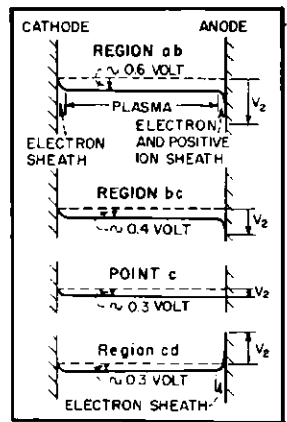 CATHODE ANODE
REGION ab
~ 0.6 VOLT
V2
PLASMA
ELECTRON SHEATH
ELECTRON AND POSITIVE ION SHEATH
REGION bc
~ 0.4 VOLT
V2
POINT c
~ 0.3 VOLT
V2
Region cd
~ 0.3 VOLT
V2
ELECTRON SHEATH